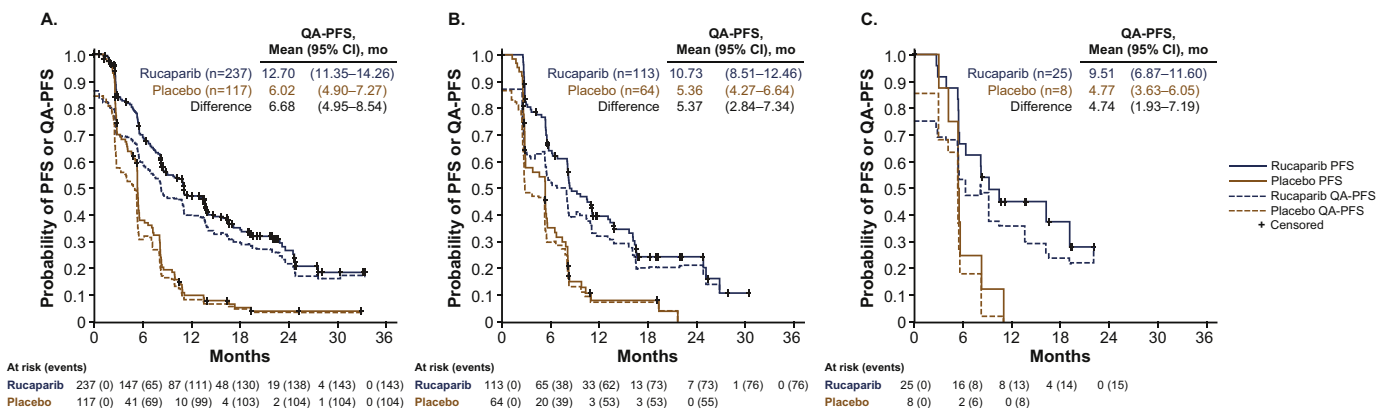 A.
QA-PFS,
Mean (95% CI), mo
Rucaparib (n=237) 12.70 (11.35–14.26)
Placebo (n=117) 6.02 (4.90–7.27)
Difference 6.68 (4.95–8.54)
Probability of PFS or QA-PFS
1.0
0.9
0.8
0.7
0.6
0.5
0.4
0.3
0.2
0.1
0
0 6 12 18 24 30 36
Months
At risk (events)
Rucaparib 237 (0) 147 (65) 87 (111) 48 (130) 19 (138) 4 (143) 0 (143)
Placebo 117 (0) 41 (69) 10 (99) 4 (103) 2 (104) 1 (104) 0 (104)
B.
QA-PFS,
Mean (95% CI), mo
Rucaparib (n=113) 10.73 (8.51–12.46)
Placebo (n=64) 5.36 (4.27–6.64)
Difference 5.37 (2.84–7.34)
Probability of PFS or QA-PFS
1.0
0.9
0.8
0.7
0.6
0.5
0.4
0.3
0.2
0.1
0
0 6 12 18 24 30 36
Months
At risk (events)
Rucaparib 113 (0) 65 (38) 33 (62) 13 (73) 7 (73) 1 (76) 0 (76)
Placebo 64 (0) 20 (39) 3 (53) 3 (53) 0 (55)
C.
QA-PFS,
Mean (95% CI), mo
Rucaparib (n=25) 9.51 (6.87–11.60)
Placebo (n=8) 4.77 (3.63–6.05)
Difference 4.74 (1.93–7.19)
Probability of PFS or QA-PFS
1.0
0.9
0.8
0.7
0.6
0.5
0.4
0.3
0.2
0.1
0
0 6 12 18 24 30 36
Months
At risk (events)
Rucaparib 25 (0) 16 (8) 8 (13) 4 (14) 0 (15)
Placebo 8 (0) 2 (6) 0 (8)
Rucaparib PFS
Placebo PFS
Rucaparib QA-PFS
Placebo QA-PFS
Censored